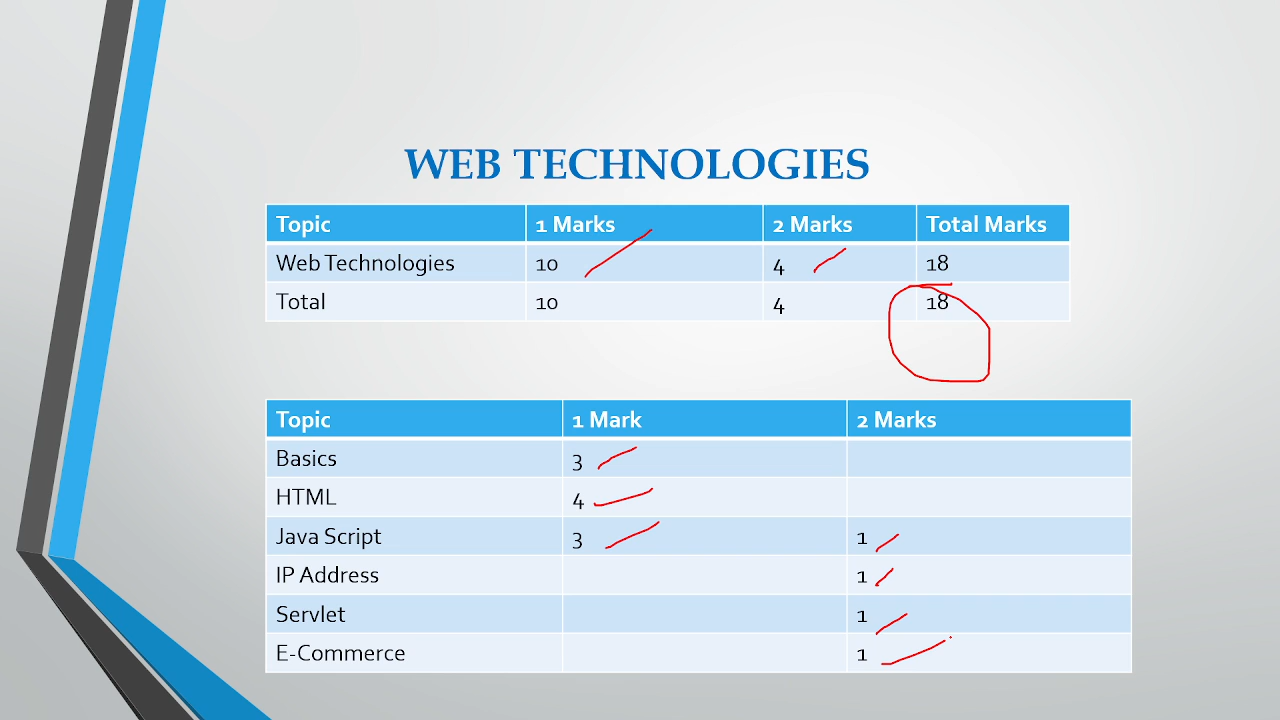 WEB TECHNOLOGIES
Topic 1 Marks 2 Marks Total Marks
Web Technologies 10 4 18
Total 10 4 18
Topic 1 Mark 2 Marks
Basics 3
HTML 4
Java Script 3 1
IP Address 1
Servlet 1
E-Commerce 1